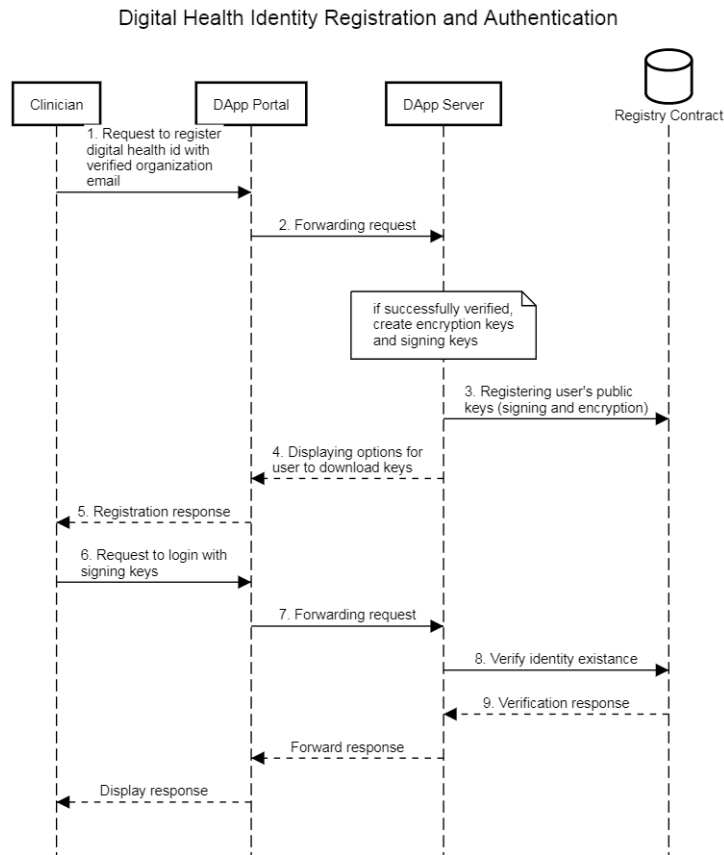 Digital Health Identity Registration and Authentication
Clinician
DApp Portal
DApp Server
Registry Contract
1. Request to register
digital health id with
verified organization
email
2. Forwarding request
if successfully verified,
create encryption keys
and signing keys
3. Registering user's public
keys (signing and encryption)
4. Displaying options for
user to download keys
5. Registration response
6. Request to login with
signing keys
7. Forwarding request
8. Verify identity existance
9. Verification response
Forward response
Display response